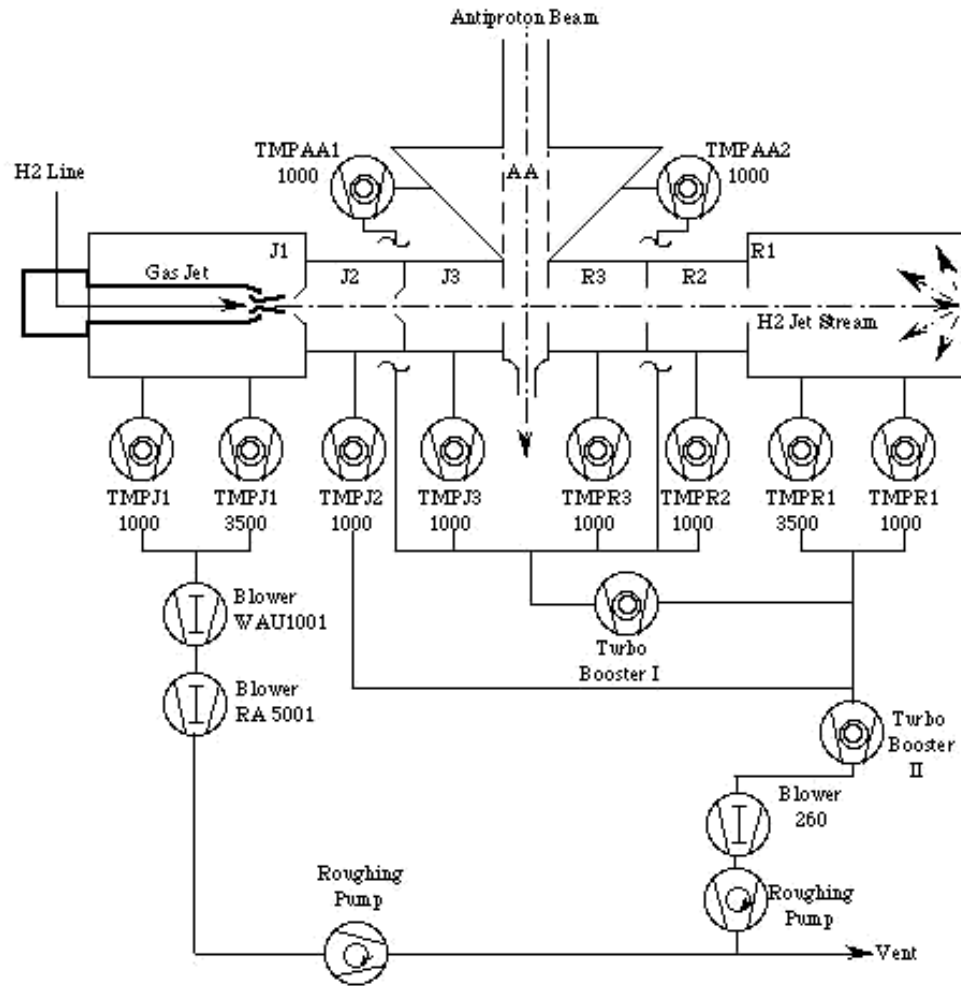 Antiproton Beam
TMPAA1
1000
TMPAA2
1000
H2 Line
AA
J1
Gas Jet
J2
J3
R3
R2
R1
H2 Jet Stream
TMPJ1
1000
TMPJ1
3500
TMPJ2
1000
TMPJ3
1000
TMPR3
1000
TMPR2
1000
TMPR1
3500
TMPR1
1000
Blower
WAU1001
Turbo
Booster I
Blower
RA 5001
Turbo
Booster
II
Blower
260
Roughing
Pump
Roughing
Pump
Vent